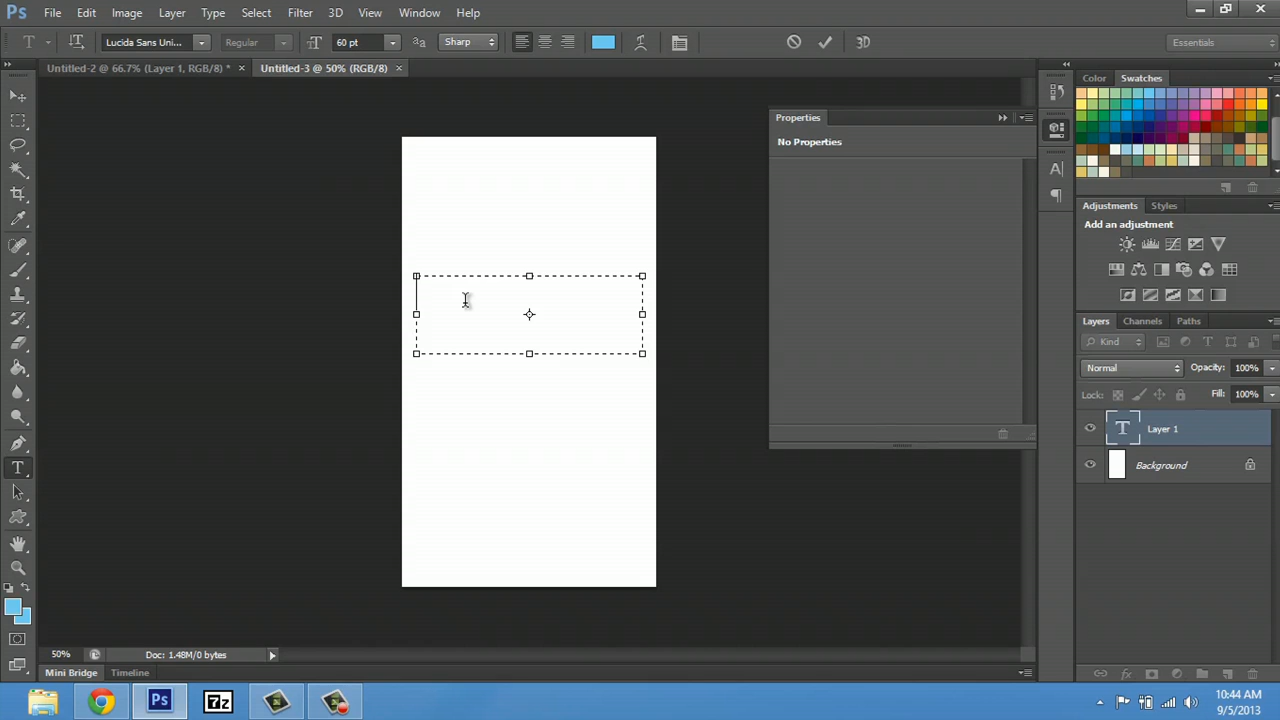 Ps File Edit Image Layer Type Select Filter 3D View Window Help
T Lucida Sans Uni... Regular 60 pt aa Sharp 3D Essentials
Untitled-2 @ 66.7% (Layer 1, RGB/8) * × Untitled-3 @ 50% (RGB/8) ×
Color Swatches
Properties
No Properties
Adjustments Styles
Add an adjustment
Layers Channels Paths
Kind
Normal Opacity: 100%
Lock: Fill: 100%
T Layer 1
Background
50% Doc: 1.48M/0 bytes
Mini Bridge Timeline
Ps 7z
10:44 AM
9/5/2013